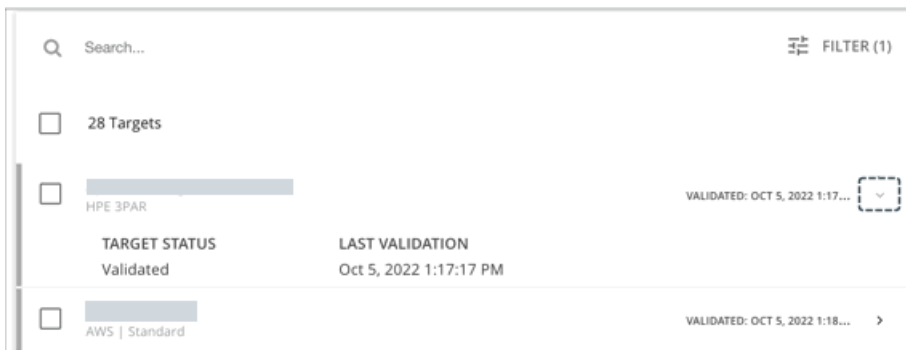 Search...
FILTER (1)
28 Targets
HPE 3PAR
VALIDATED: OCT 5, 2022 1:17...
TARGET STATUS
LAST VALIDATION
Validated
Oct 5, 2022 1:17:17 PM
AWS | Standard
VALIDATED: OCT 5, 2022 1:18...